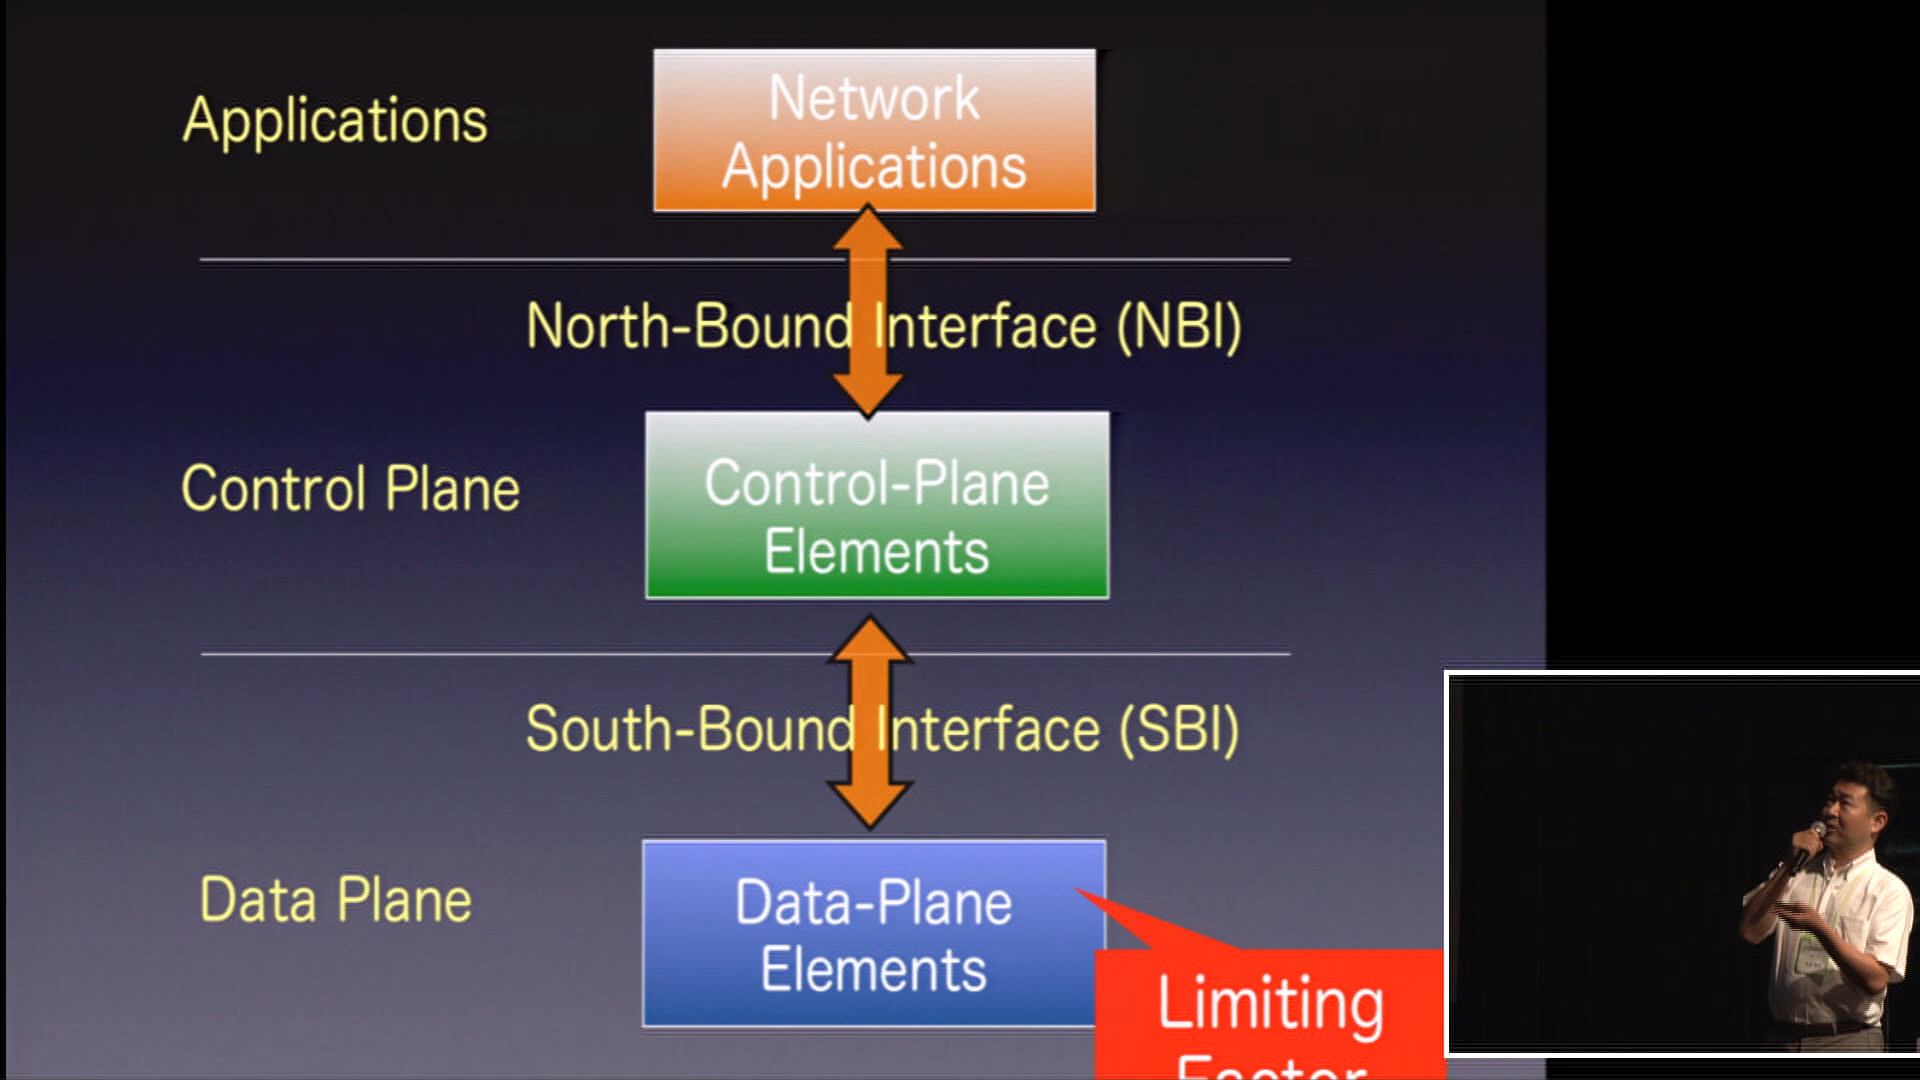 Applications
Network
Applications
North-Bound Interface (NBI)
Control Plane
Control-Plane
Elements
South-Bound Interface (SBI)
Data Plane
Data-Plane
Elements
Limiting
Factor